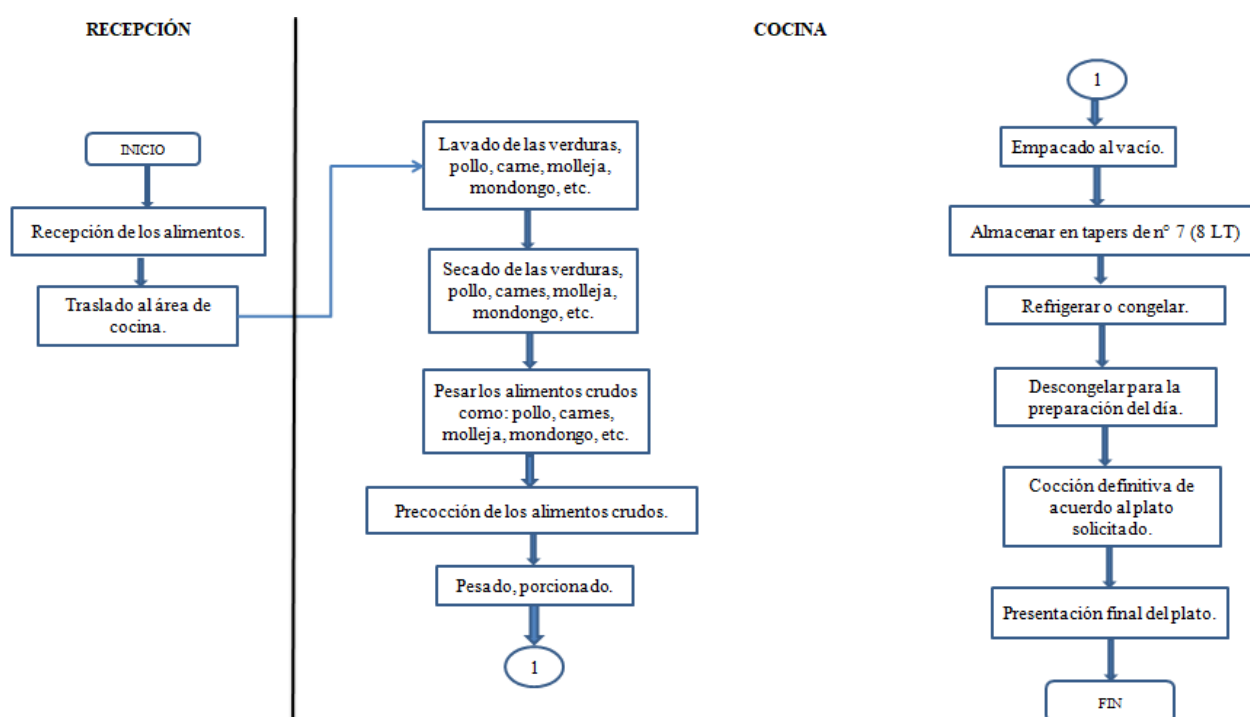 RECEPCIÓN
COCINA
INICIO
Recepción de los alimentos.
Traslado al área de
cocina.
Lavado de las verduras,
pollo, carne, molleja,
mondongo, etc.
Secado de las verduras,
pollo, carnes, molleja,
mondongo, etc.
Pesar los alimentos crudos
como: pollo, carnes,
molleja, mondongo, etc.
Precocción de los alimentos crudos.
Pesado, porcionado.
1
1
Empacado al vacío.
Almacenar en tapers de n° 7 (8 LT)
Refrigerar o congelar.
Descongelar para la
preparación del día.
Cocción definitiva de
acuerdo al plato
solicitado.
Presentación final del plato.
FIN